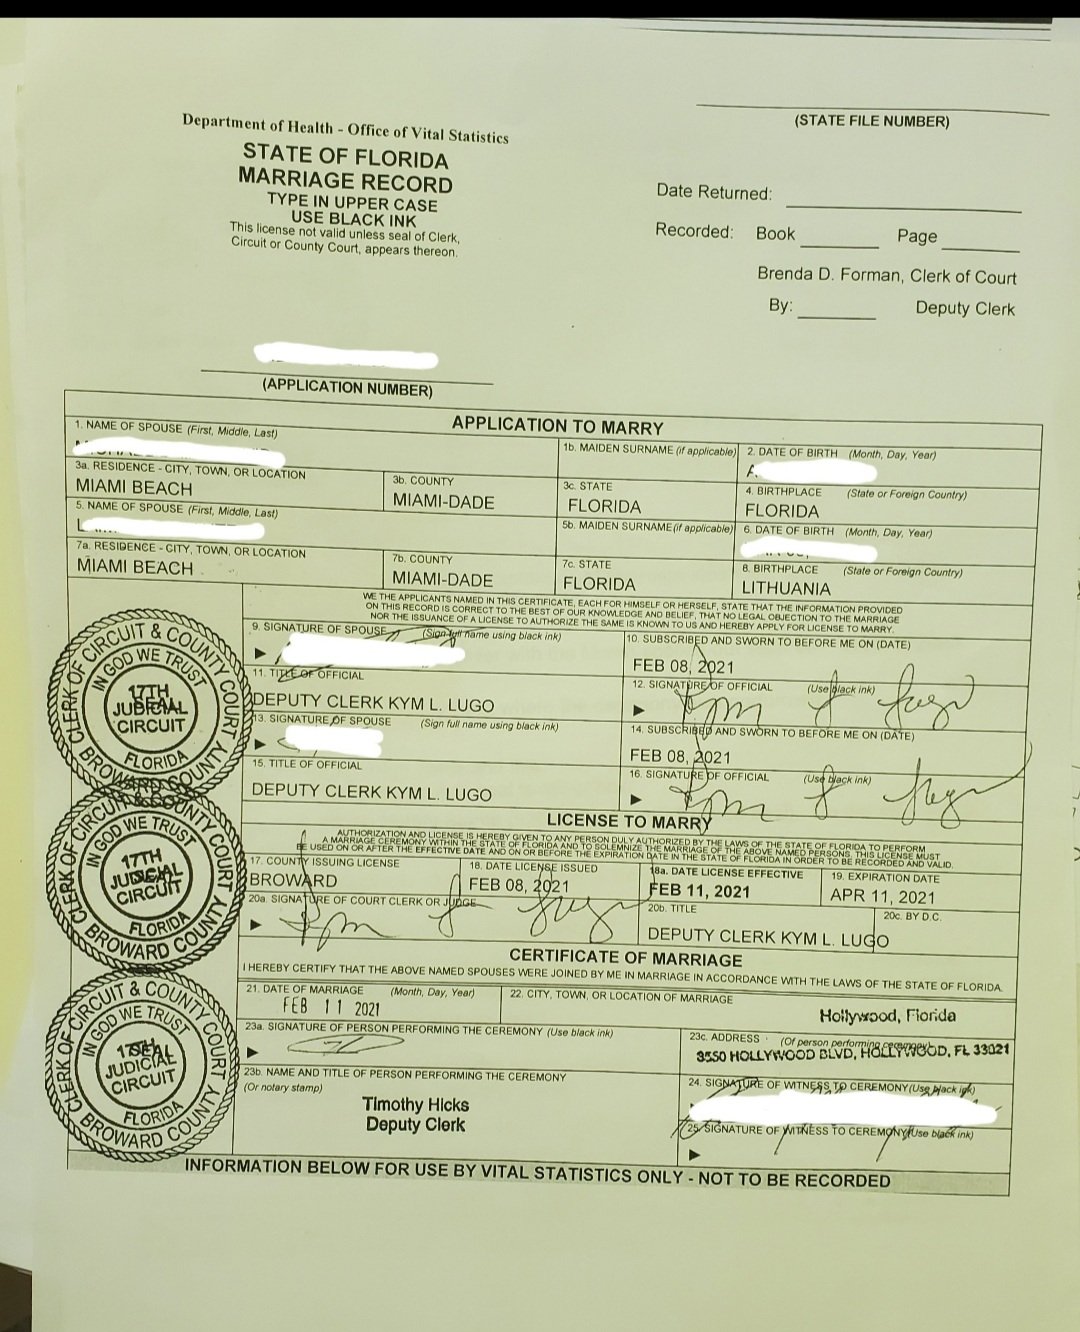 (STATE FILE NUMBER)
Department of Health - Office of Vital Statistics
STATE OF FLORIDA
MARRIAGE RECORD
TYPE IN UPPER CASE
USE BLACK INK
This license not valid unless seal of Clerk,
Circuit or County Court, appears thereon.
Date Returned:
Recorded: Book Page
Brenda D. Forman, Clerk of Court
By: Deputy Clerk
(APPLICATION NUMBER)
APPLICATION TO MARRY
1. NAME OF SPOUSE (First, Middle, Last)
1b. MAIDEN SURNAME (if applicable)
2. DATE OF BIRTH (Month, Day, Year)
3a. RESIDENCE - CITY, TOWN, OR LOCATION
MIAMI BEACH
3b. COUNTY
MIAMI-DADE
3c. STATE
FLORIDA
4. BIRTHPLACE (State or Foreign Country)
FLORIDA
5. NAME OF SPOUSE (First, Middle, Last)
5b. MAIDEN SURNAME (if applicable)
6. DATE OF BIRTH (Month, Day, Year)
7a. RESIDENCE - CITY, TOWN, OR LOCATION
MIAMI BEACH
7b. COUNTY
MIAMI-DADE
7c. STATE
FLORIDA
8. BIRTHPLACE (State or Foreign Country)
LITHUANIA
WE THE APPLICANTS NAMED IN THIS CERTIFICATE, EACH FOR HIMSELF OR HERSELF, STATE THAT THE INFORMATION PROVIDED
ON THIS RECORD IS CORRECT TO THE BEST OF OUR KNOWLEDGE AND BELIEF, THAT NO LEGAL OBJECTION TO THE MARRIAGE
NOR THE ISSUANCE OF A LICENSE TO AUTHORIZE THE SAME IS KNOWN TO US AND HEREBY APPLY FOR LICENSE TO MARRY.
9. SIGNATURE OF SPOUSE (Sign full name using black ink)
10. SUBSCRIBED AND SWORN TO BEFORE ME ON (DATE)
FEB 08, 2021
11. TITLE OF OFFICIAL
DEPUTY CLERK KYM L. LUGO
12. SIGNATURE OF OFFICIAL (Use black ink)
13. SIGNATURE OF SPOUSE (Sign full name using black ink)
14. SUBSCRIBED AND SWORN TO BEFORE ME ON (DATE)
FEB 08, 2021
15. TITLE OF OFFICIAL
DEPUTY CLERK KYM L. LUGO
16. SIGNATURE OF OFFICIAL (Use black ink)
LICENSE TO MARRY
AUTHORIZATION AND LICENSE IS HEREBY GIVEN TO ANY PERSON DULY AUTHORIZED BY THE LAWS OF THE STATE OF FLORIDA TO PERFORM
A MARRIAGE CEREMONY WITHIN THE STATE OF FLORIDA AND TO SOLEMNIZE THE MARRIAGE OF THE ABOVE NAMED PERSONS. THIS LICENSE MUST
BE USED ON OR AFTER THE EFFECTIVE DATE AND ON OR BEFORE THE EXPIRATION DATE IN THE STATE OF FLORIDA IN ORDER TO BE RECORDED AND VALID.
17. COUNTY ISSUING LICENSE
BROWARD
18. DATE LICENSE ISSUED
FEB 08, 2021
18a. DATE LICENSE EFFECTIVE
FEB 11, 2021
19. EXPIRATION DATE
APR 11, 2021
20a. SIGNATURE OF COURT CLERK OR JUDGE
20b. TITLE
DEPUTY CLERK KYM L. LUGO
20c. BY D.C.
CERTIFICATE OF MARRIAGE
I HEREBY CERTIFY THAT THE ABOVE NAMED SPOUSES WERE JOINED BY ME IN MARRIAGE IN ACCORDANCE WITH THE LAWS OF THE STATE OF FLORIDA.
21. DATE OF MARRIAGE (Month, Day, Year)
FEB 11 2021
22. CITY, TOWN, OR LOCATION OF MARRIAGE
Hollywood, Florida
23a. SIGNATURE OF PERSON PERFORMING THE CEREMONY (Use black ink)
23c. ADDRESS (Of person performing ceremony)
3550 HOLLYWOOD BLVD, HOLLYWOOD, FL 33021
23b. NAME AND TITLE OF PERSON PERFORMING THE CEREMONY
(Or notary stamp)
Timothy Hicks
Deputy Clerk
24. SIGNATURE OF WITNESS TO CEREMONY (Use black ink)
25. SIGNATURE OF WITNESS TO CEREMONY (Use black ink)
INFORMATION BELOW FOR USE BY VITAL STATISTICS ONLY - NOT TO BE RECORDED
CLERK OF CIRCUIT & COUNTY COURT
IN GOD WE TRUST
17TH
JUDICIAL
SEAL
CIRCUIT
FLORIDA
BROWARD COUNTY
CLERK OF CIRCUIT & COUNTY COURT
IN GOD WE TRUST
17TH
JUDICIAL
SEAL
CIRCUIT
FLORIDA
BROWARD COUNTY
CLERK OF CIRCUIT & COUNTY COURT
IN GOD WE TRUST
17TH
SEAL
JUDICIAL
CIRCUIT
FLORIDA
BROWARD COUNTY